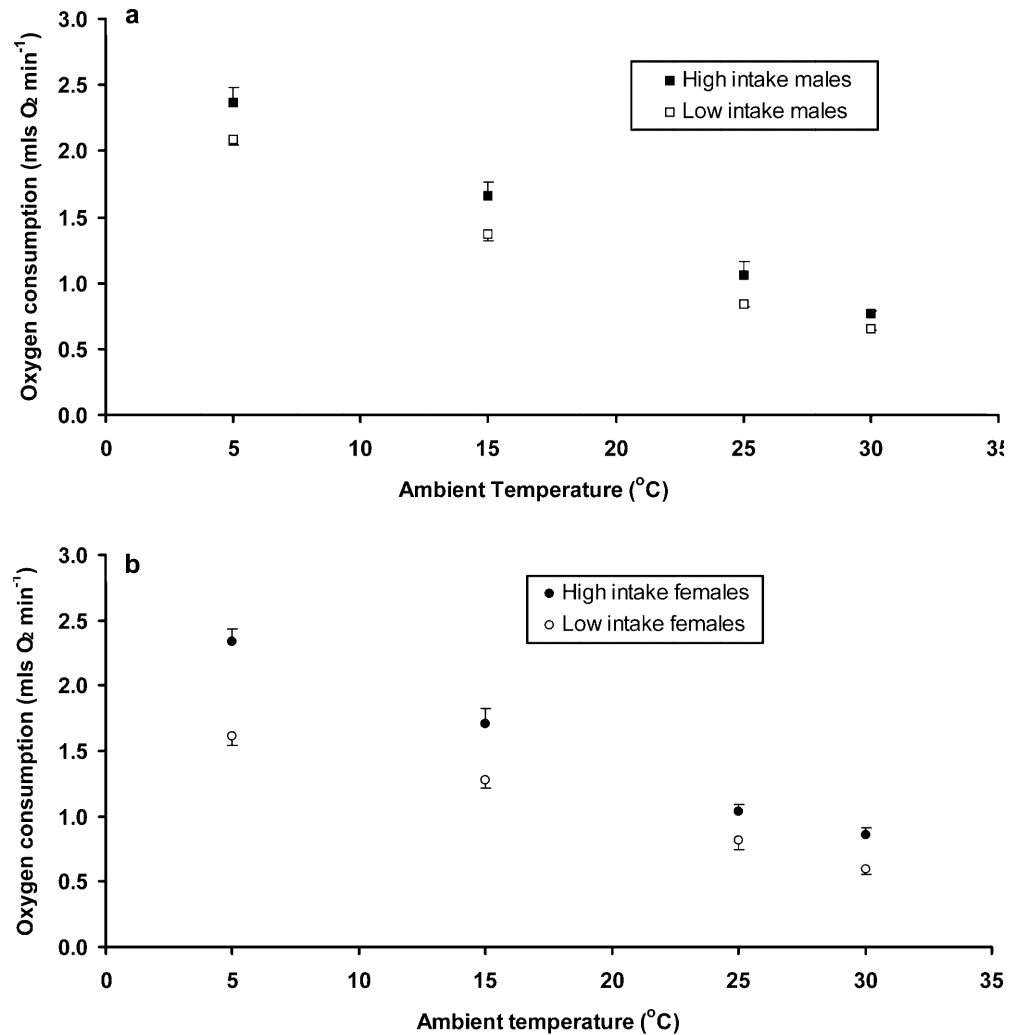 a
3.0
2.5
2.0
1.5
1.0
0.5
0.0
Oxygen consumption (mls O₂ min⁻¹)
High intake males
Low intake males
0 5 10 15 20 25 30 35
Ambient Temperature (°C)
b
3.0
2.5
2.0
1.5
1.0
0.5
0.0
Oxygen consumption (mls O₂ min⁻¹)
High intake females
Low intake females
0 5 10 15 20 25 30 35
Ambient temperature (°C)